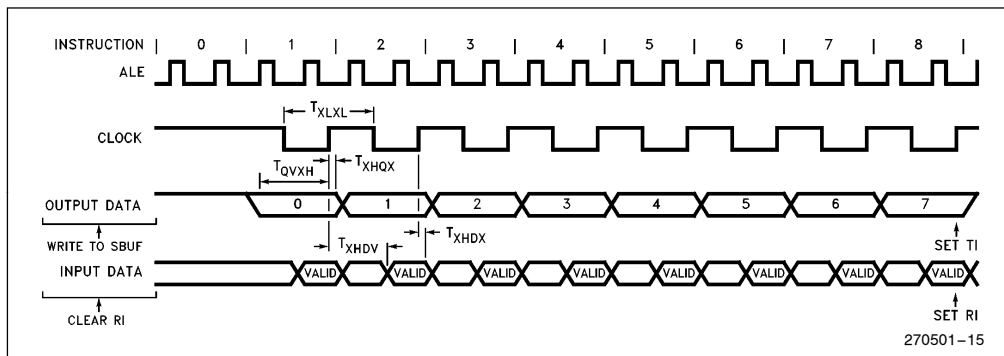 INSTRUCTION | 0 | 1 | 2 | 3 | 4 | 5 | 6 | 7 | 8 |
ALE
TXLXL
CLOCK
TQVXH TXHQX
OUTPUT DATA 0 1 2 3 4 5 6 7
WRITE TO SBUF TXHDV TXHDX SET TI
INPUT DATA VALID VALID VALID VALID VALID VALID VALID VALID
CLEAR RI SET RI
270501–15